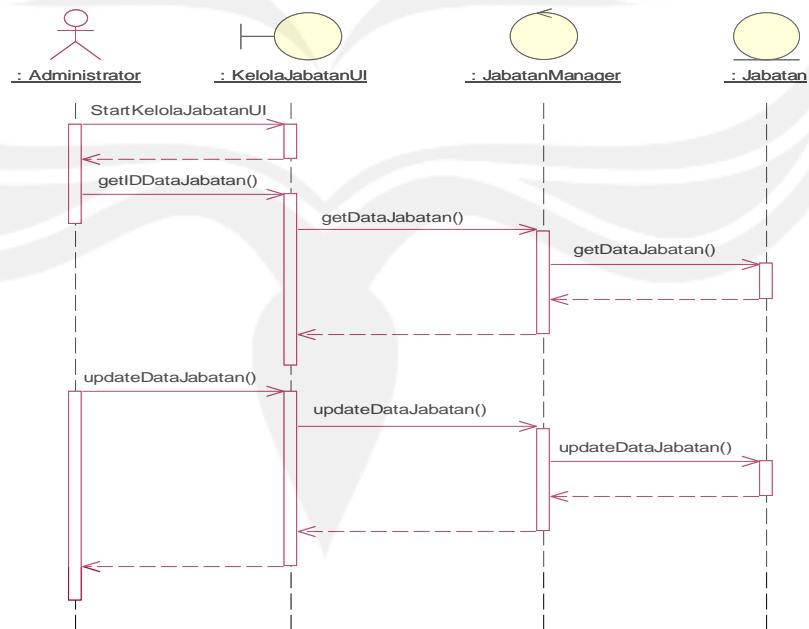 : Administrator
: KelolaJabatanUI
: JabatanManager
: Jabatan
StartKelolaJabatanUI
getIDDataJabatan()
getDataJabatan()
getDataJabatan()
updateDataJabatan()
updateDataJabatan()
updateDataJabatan()